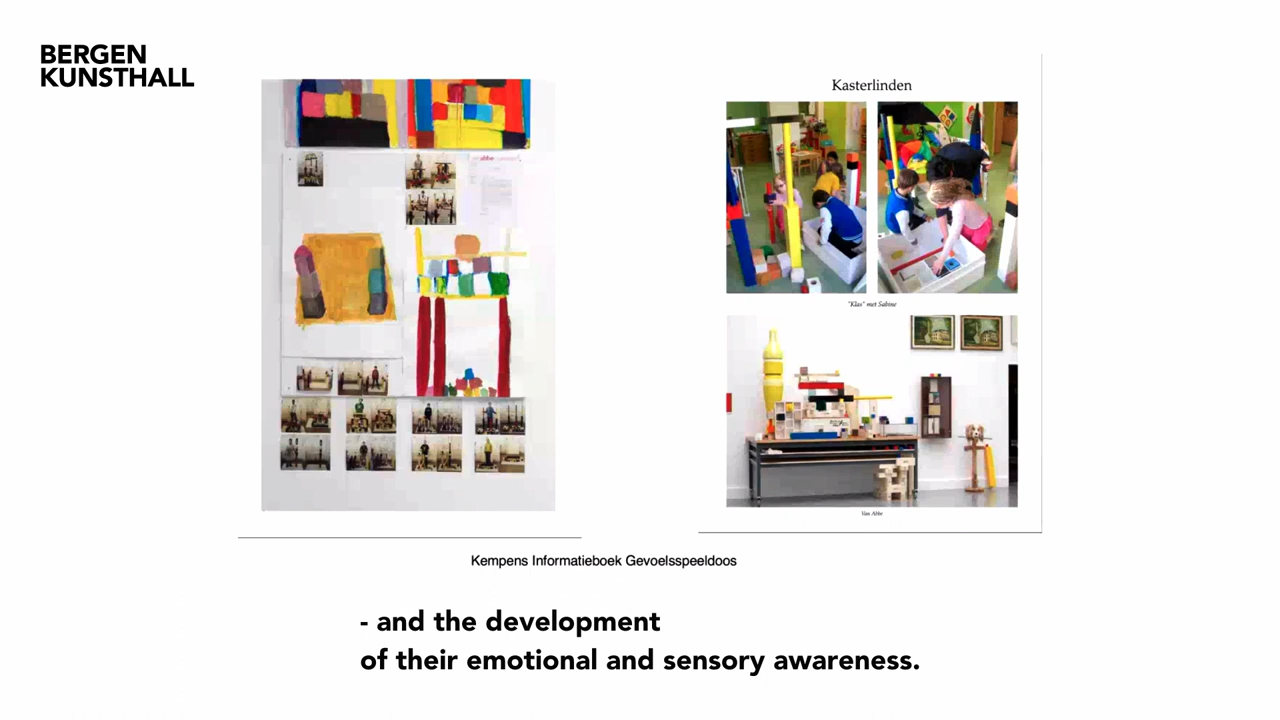 BERGEN
KUNSTHALL
Kasterlinden
"Klas" met Sabine
Van Abbe
Kempens Informatieboek Gevoelsspeeldoos
- and the development
of their emotional and sensory awareness.